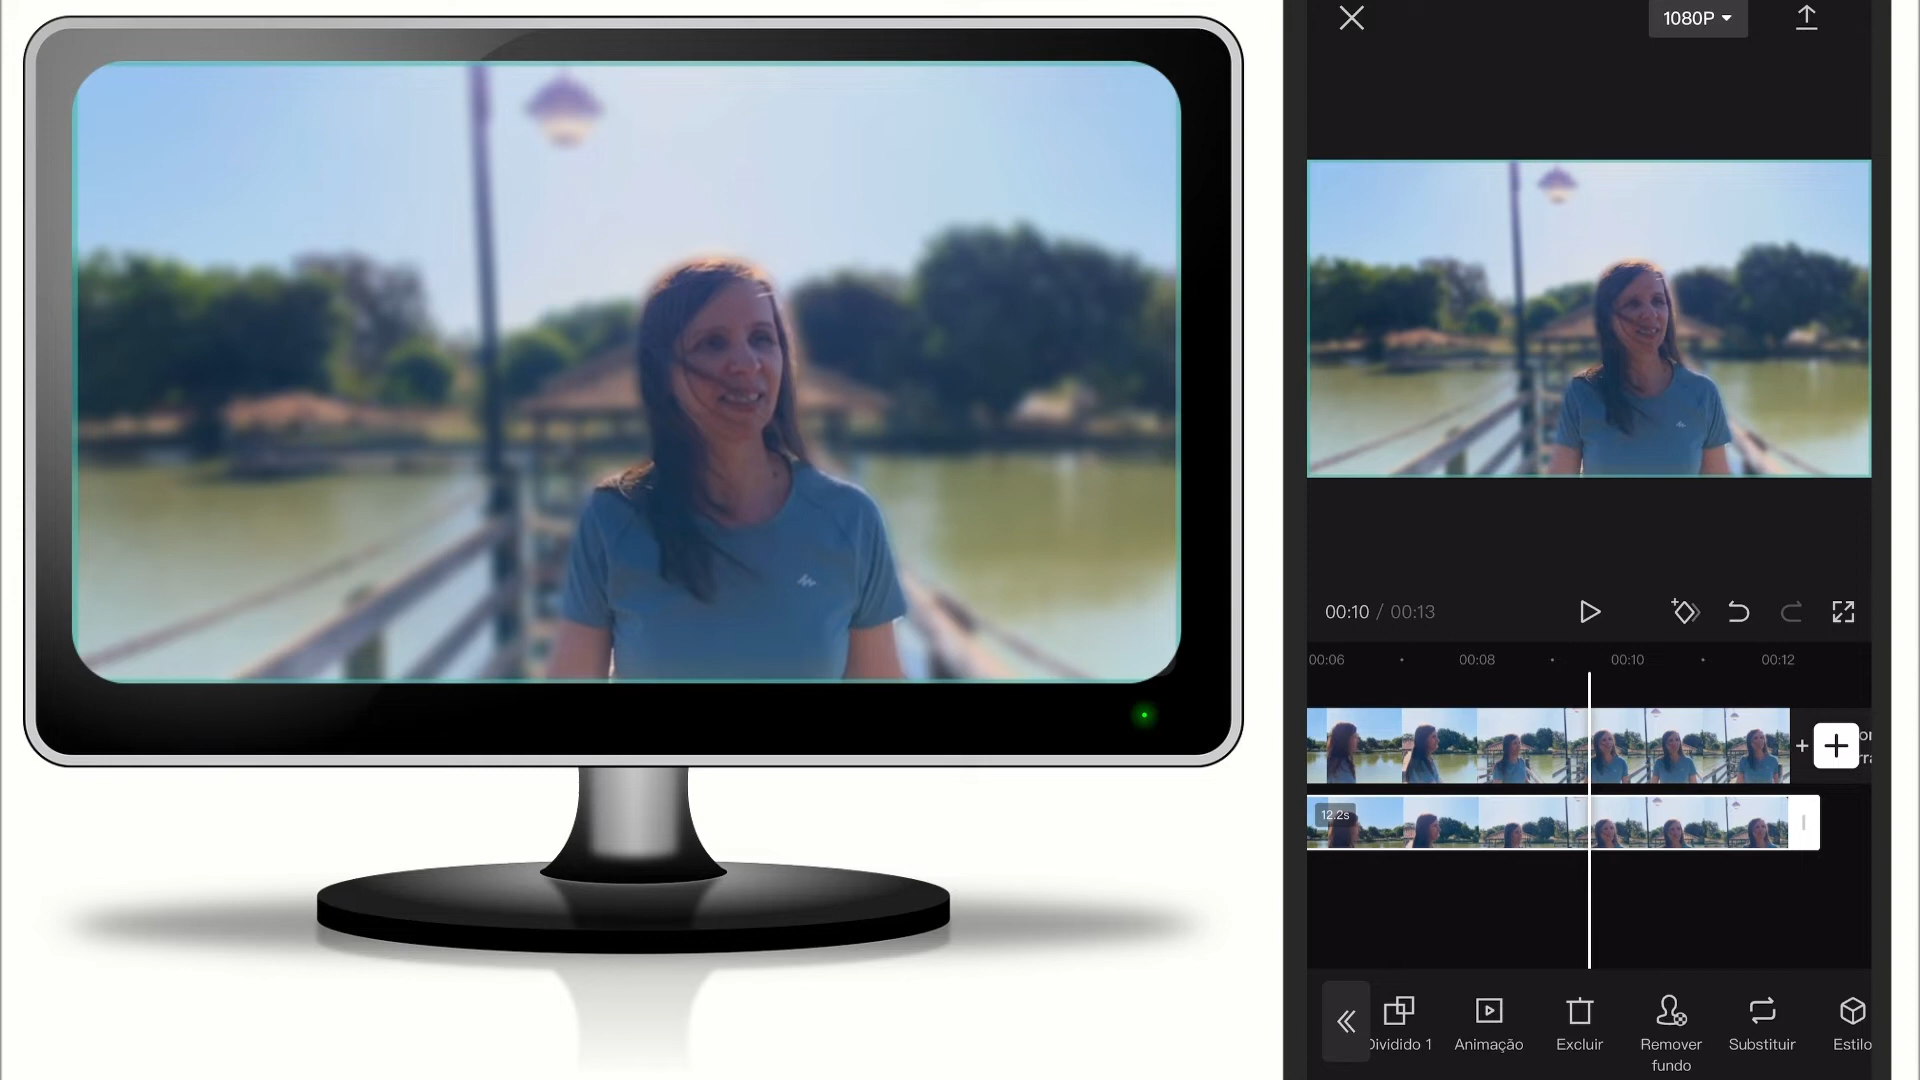 1080P
00:10 / 00:13
00:06 00:08 00:10 00:12
12.2s
Dividido 1 Animação Excluir Remover fundo Substituir Estilo